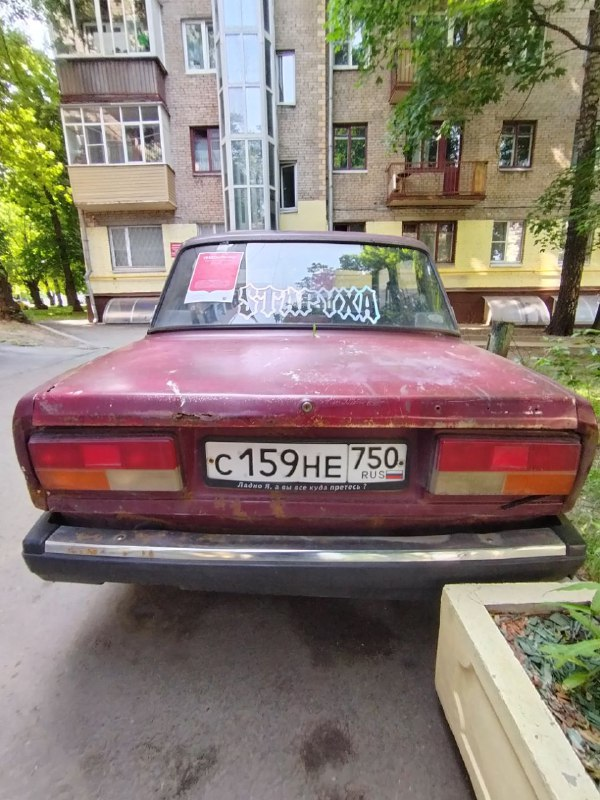 STARYXA
С 159 НЕ 750
RUS
Ладно Я, а вы все куда претесь ?